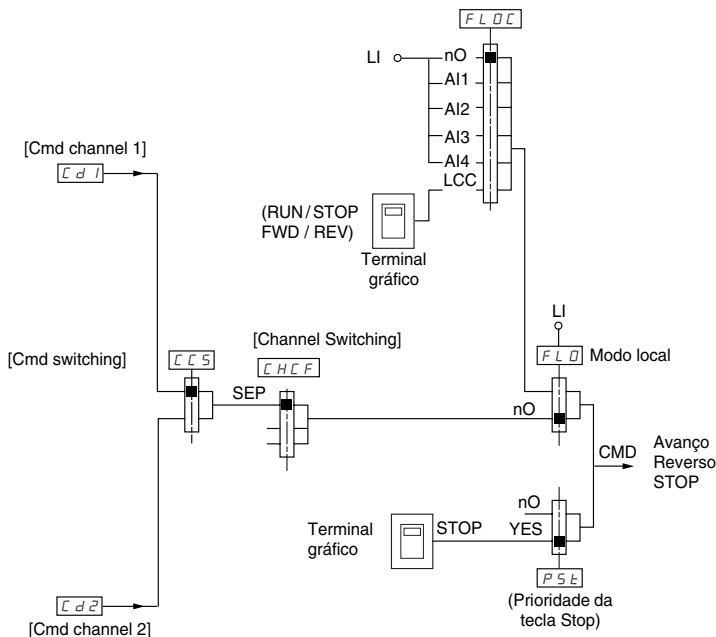 FLOC
LI
nO
AI1
AI2
AI3
AI4
LCC
[Cmd channel 1]
Cd1
(RUN/STOP
FWD / REV)
Terminal
gráfico
LI
[Channel Switching]
[Cmd switching]
CCS
CHCF
FLO
Modo local
SEP
nO
CMD
Avanço
Reverso
STOP
nO
Terminal
gráfico
STOP
YES
PSt
(Prioridade da
tecla Stop)
Cd2
[Cmd channel 2]